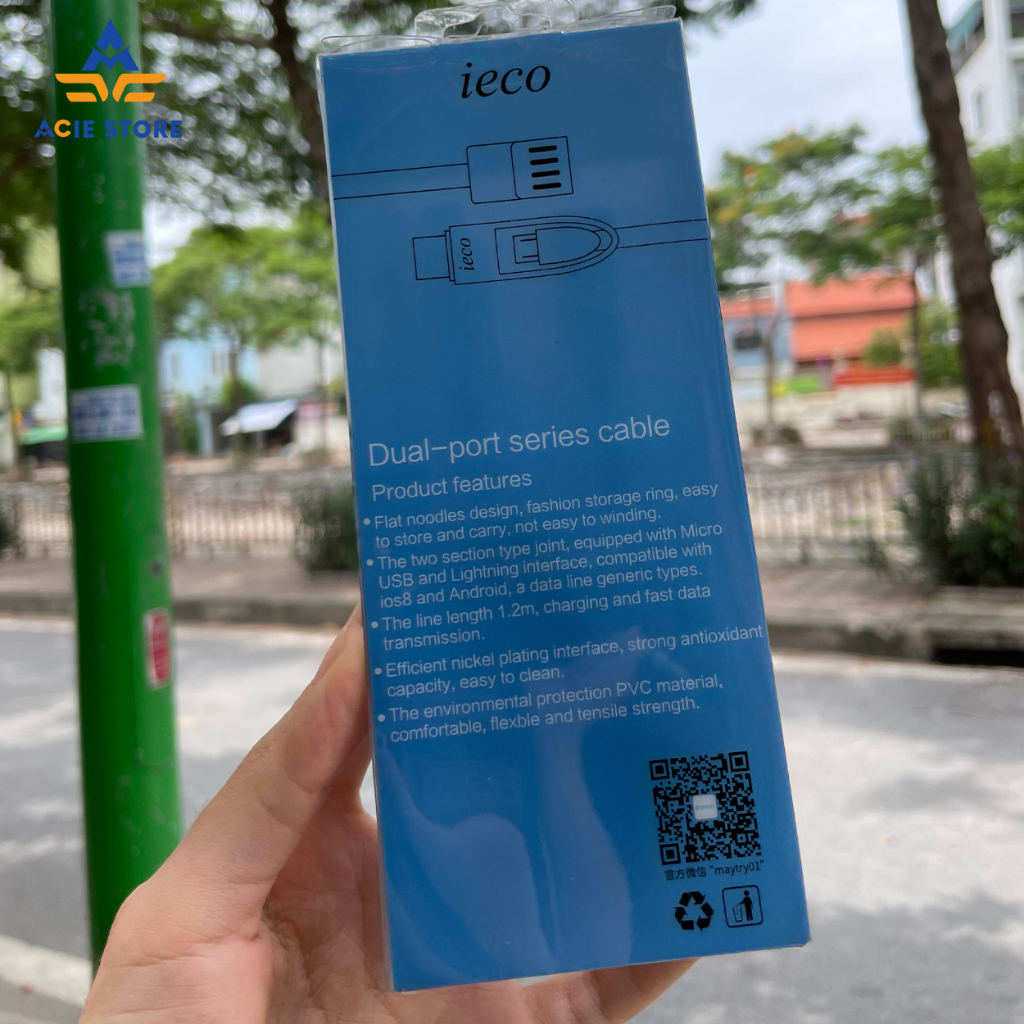 ACIE STORE
ieco
ieco
Dual-port series cable
Product features
• Flat noodles design, fashion storage ring, easy
to store and carry, not easy to winding.
• The two section type joint, equipped with Micro
USB and Lightning interface, compatible with
ios8 and Android, a data line generic types.
• The line length 1.2m, charging and fast data
transmission.
• Efficient nickel plating interface, strong antioxidant
capacity, easy to clean.
• The environmental protection PVC material,
comfortable, flexble and tensile strength.
官方微信 "maytry01"